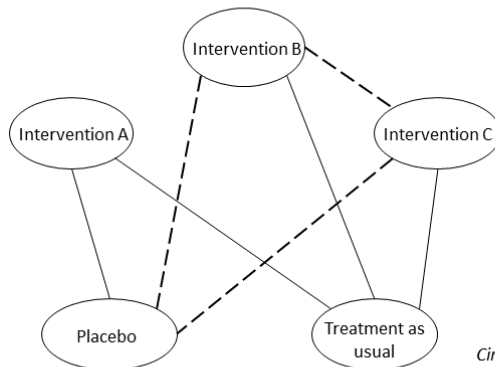 Intervention B
Intervention A
Intervention C
Placebo
Treatment as
usual